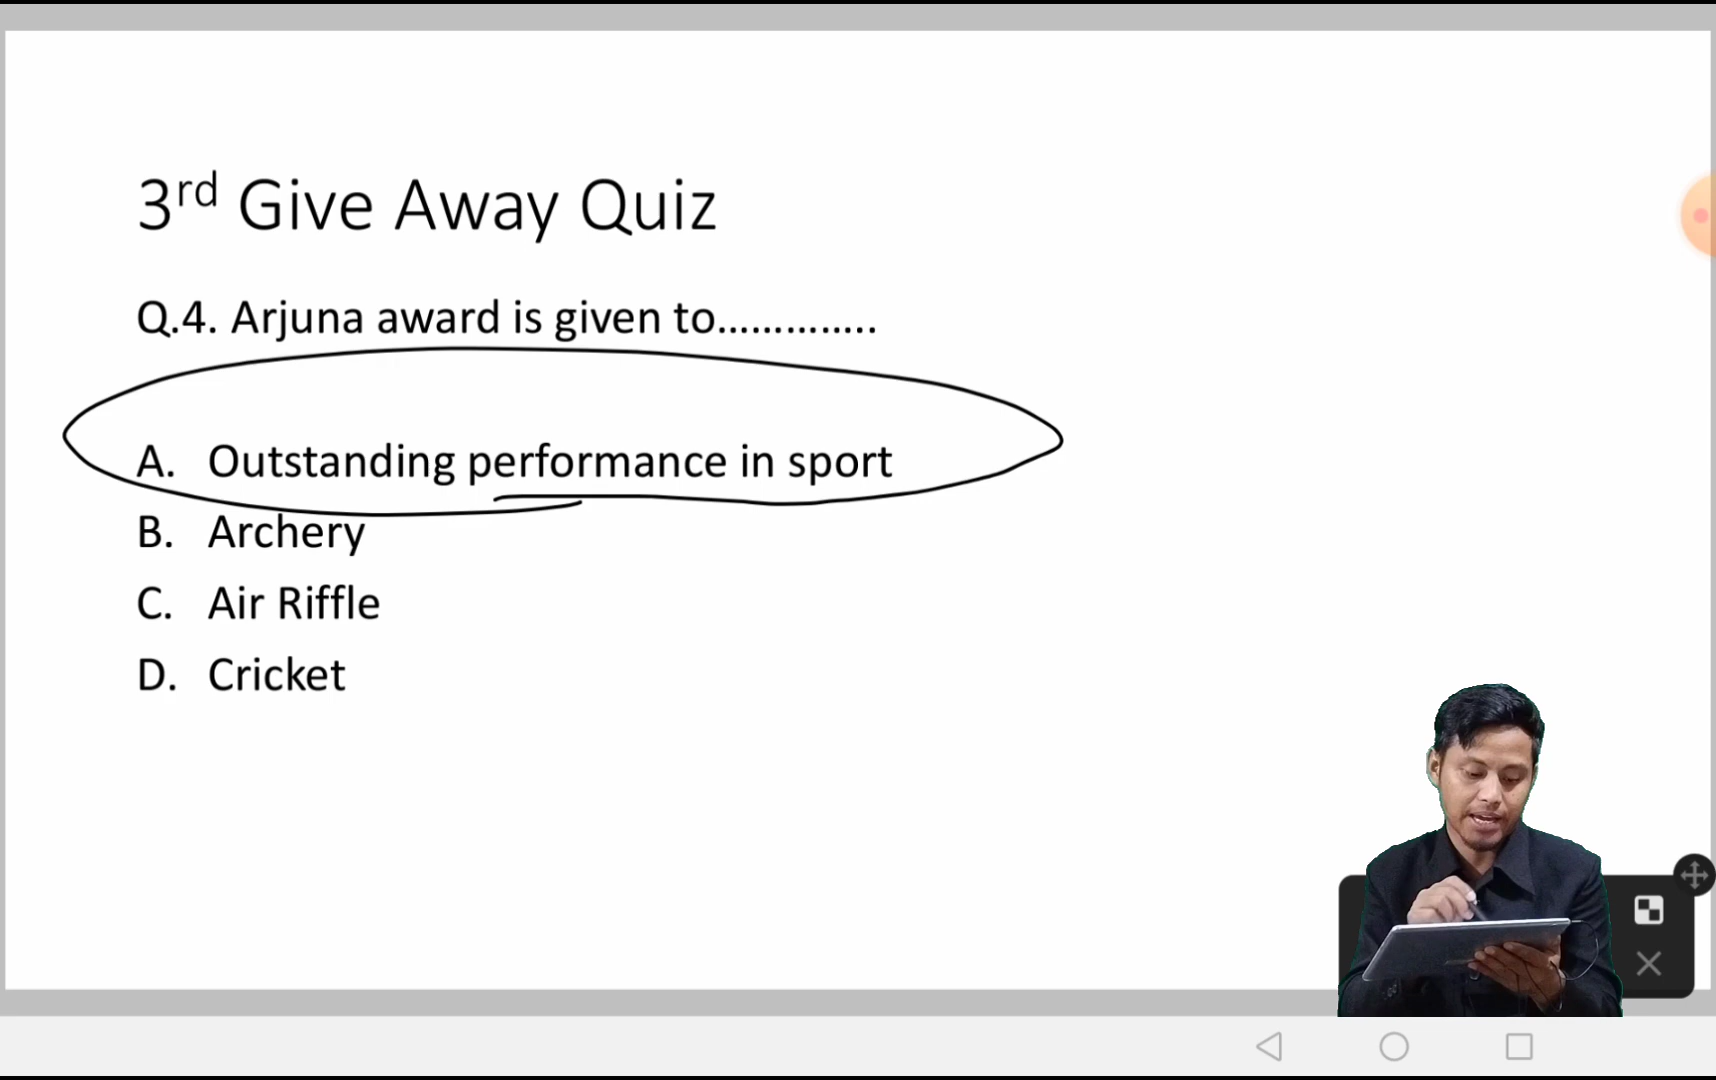 3rd Give Away Quiz
Q.4. Arjuna award is given to..............
A. Outstanding performance in sport
B. Archery
C. Air Riffle
D. Cricket